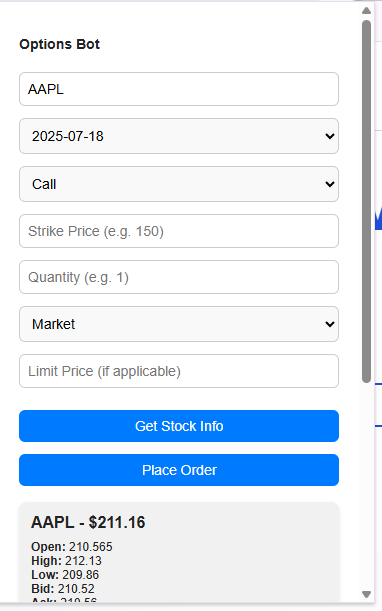 Options Bot
AAPL
2025-07-18
Call
Strike Price (e.g. 150)
Quantity (e.g. 1)
Market
Limit Price (if applicable)
Get Stock Info
Place Order
AAPL - $211.16
Open: 210.565
High: 212.13
Low: 209.86
Bid: 210.52
Ask: 210.56